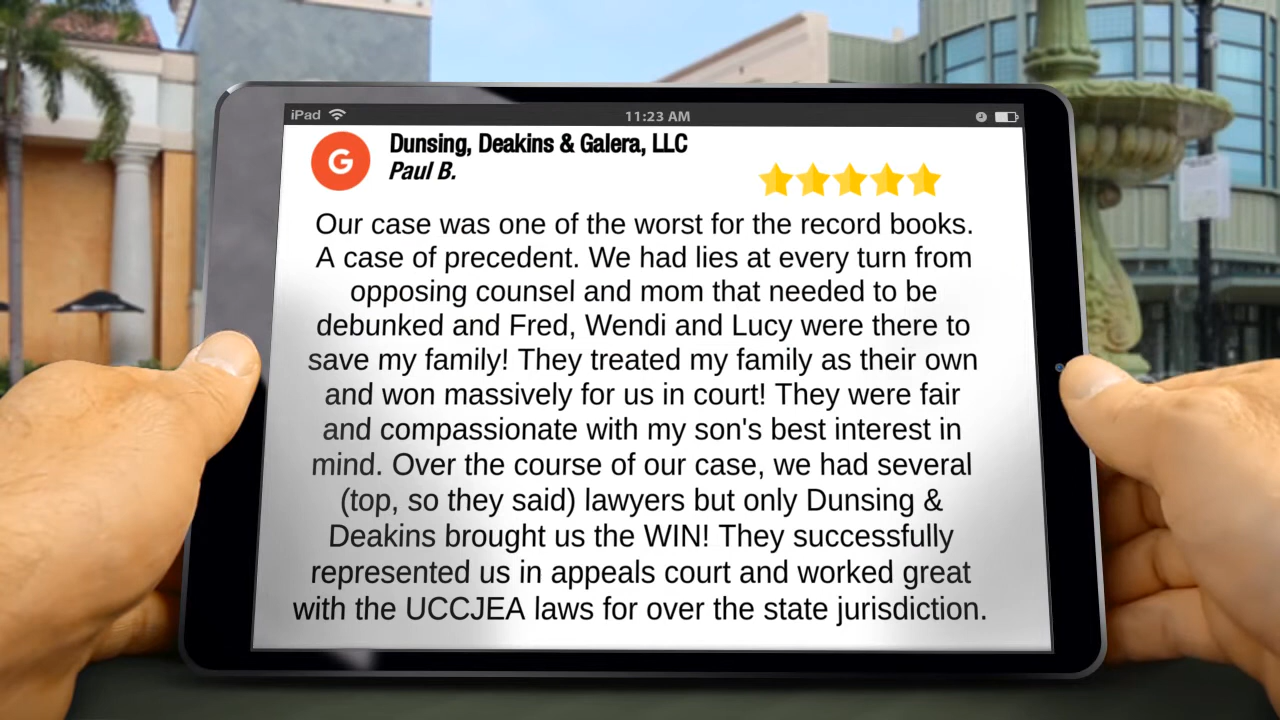 iPad 11:23 AM
G
Dunsing, Deakins & Galera, LLC
Paul B.
Our case was one of the worst for the record books.
A case of precedent. We had lies at every turn from
opposing counsel and mom that needed to be
debunked and Fred, Wendi and Lucy were there to
save my family! They treated my family as their own
and won massively for us in court! They were fair
and compassionate with my son's best interest in
mind. Over the course of our case, we had several
(top, so they said) lawyers but only Dunsing &
Deakins brought us the WIN! They successfully
represented us in appeals court and worked great
with the UCCJEA laws for over the state jurisdiction.